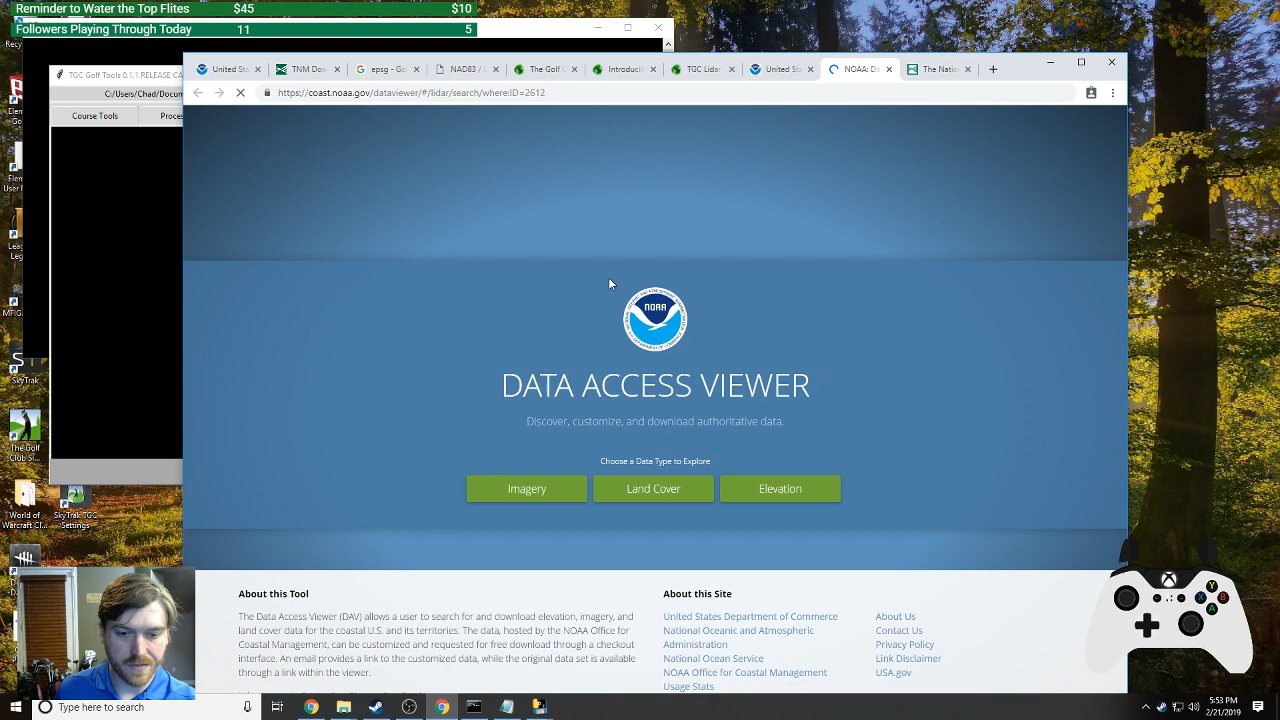 Reminder to Water the Top Flites $45 $10
Followers Playing Through Today 11 5
TGC Golf Tools 0.1.1 RELEASE CA
C:/Users/Chad/Docum
Course Tools
Proces
United Sta
TNM Dow
epsg - Go
NAD83 / 
The Golf C
Introducin
TGC Lidar
United Sta
NOAA: Da
The Natio
https://coast.noaa.gov/dataviewer/#/lidar/search/where:ID=2612
NOAA
DATA ACCESS VIEWER
Discover, customize, and download authoritative data.
Choose a Data Type to Explore
Imagery
Land Cover
Elevation
About this Tool
The Data Access Viewer (DAV) allows a user to search for and download elevation, imagery, and
land cover data for the coastal U.S. and its territories. The data, hosted by the NOAA Office for
Coastal Management, can be customized and requested for free download through a checkout
interface. An email provides a link to the customized data, while the original data set is available
through a link within the viewer.
About this Site
United States Department of Commerce
National Oceanic and Atmospheric
Administration
National Ocean Service
NOAA Office for Coastal Management
Usage Stats
About Us
Contact Us
Privacy Policy
Link Disclaimer
USA.gov
SkyTrak
The Golf
Club Si...
World of
Warcraft Cl...
SkyTrak TGC
Settings
Y
X
B
A
Type here to search
5:53 PM
2/21/2019